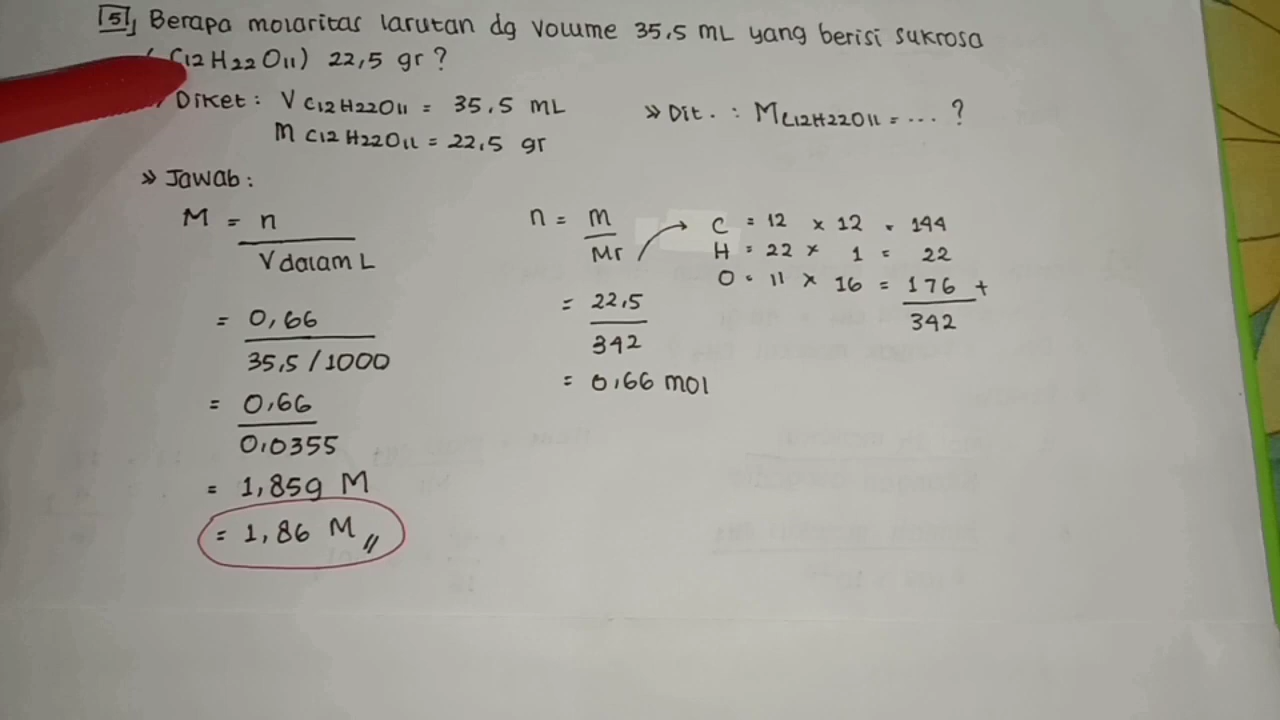 5, Berapa molaritas larutan dg volume 35,5 mL yang berisi sukrosa
(C12H22O11) 22,5 gr?
Diket: V C12H22O11 = 35,5 mL
m C12H22O11 = 22,5 gr
» Dit. : M C12H22O11 = ... ?
» Jawab:
M = n
V dalam L
= 0,66
35,5 / 1000
= 0,66
0,0355
= 1,859 M
= 1,86 M //
n = m
Mr
= 22,5
342
= 0,66 mol
C = 12 x 12 = 144
H = 22 x 1 = 22
O = 11 x 16 = 176 +
342